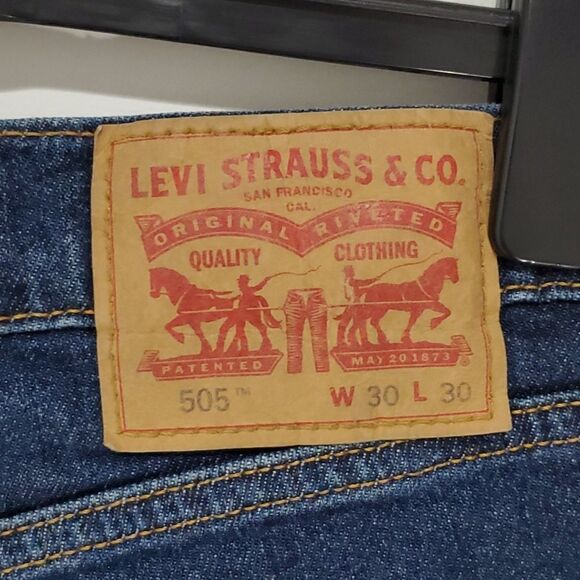 LEVI STRAUSS & CO.
SAN FRANCISCO
CAL.
ORIGINAL RIVETED
QUALITY CLOTHING
PATENTED MAY 20 1873 ®
505™ W 30 L 30